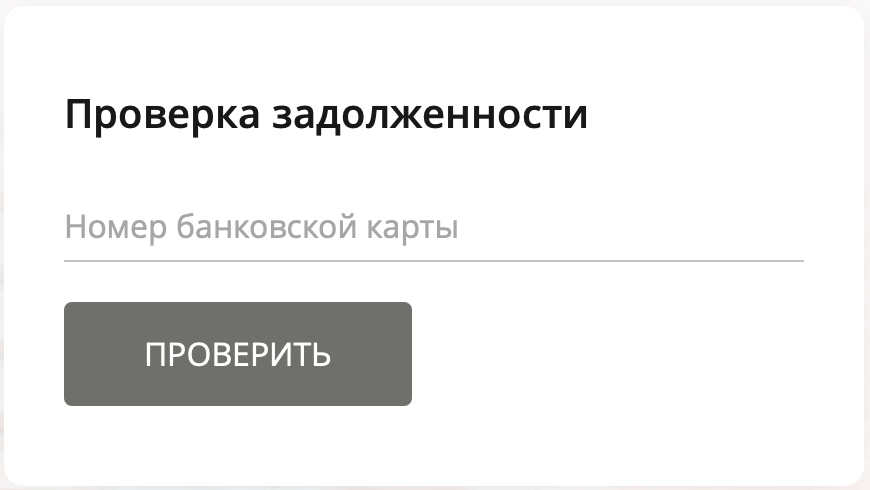 Проверка задолженности
Номер банковской карты
ПРОВЕРИТЬ